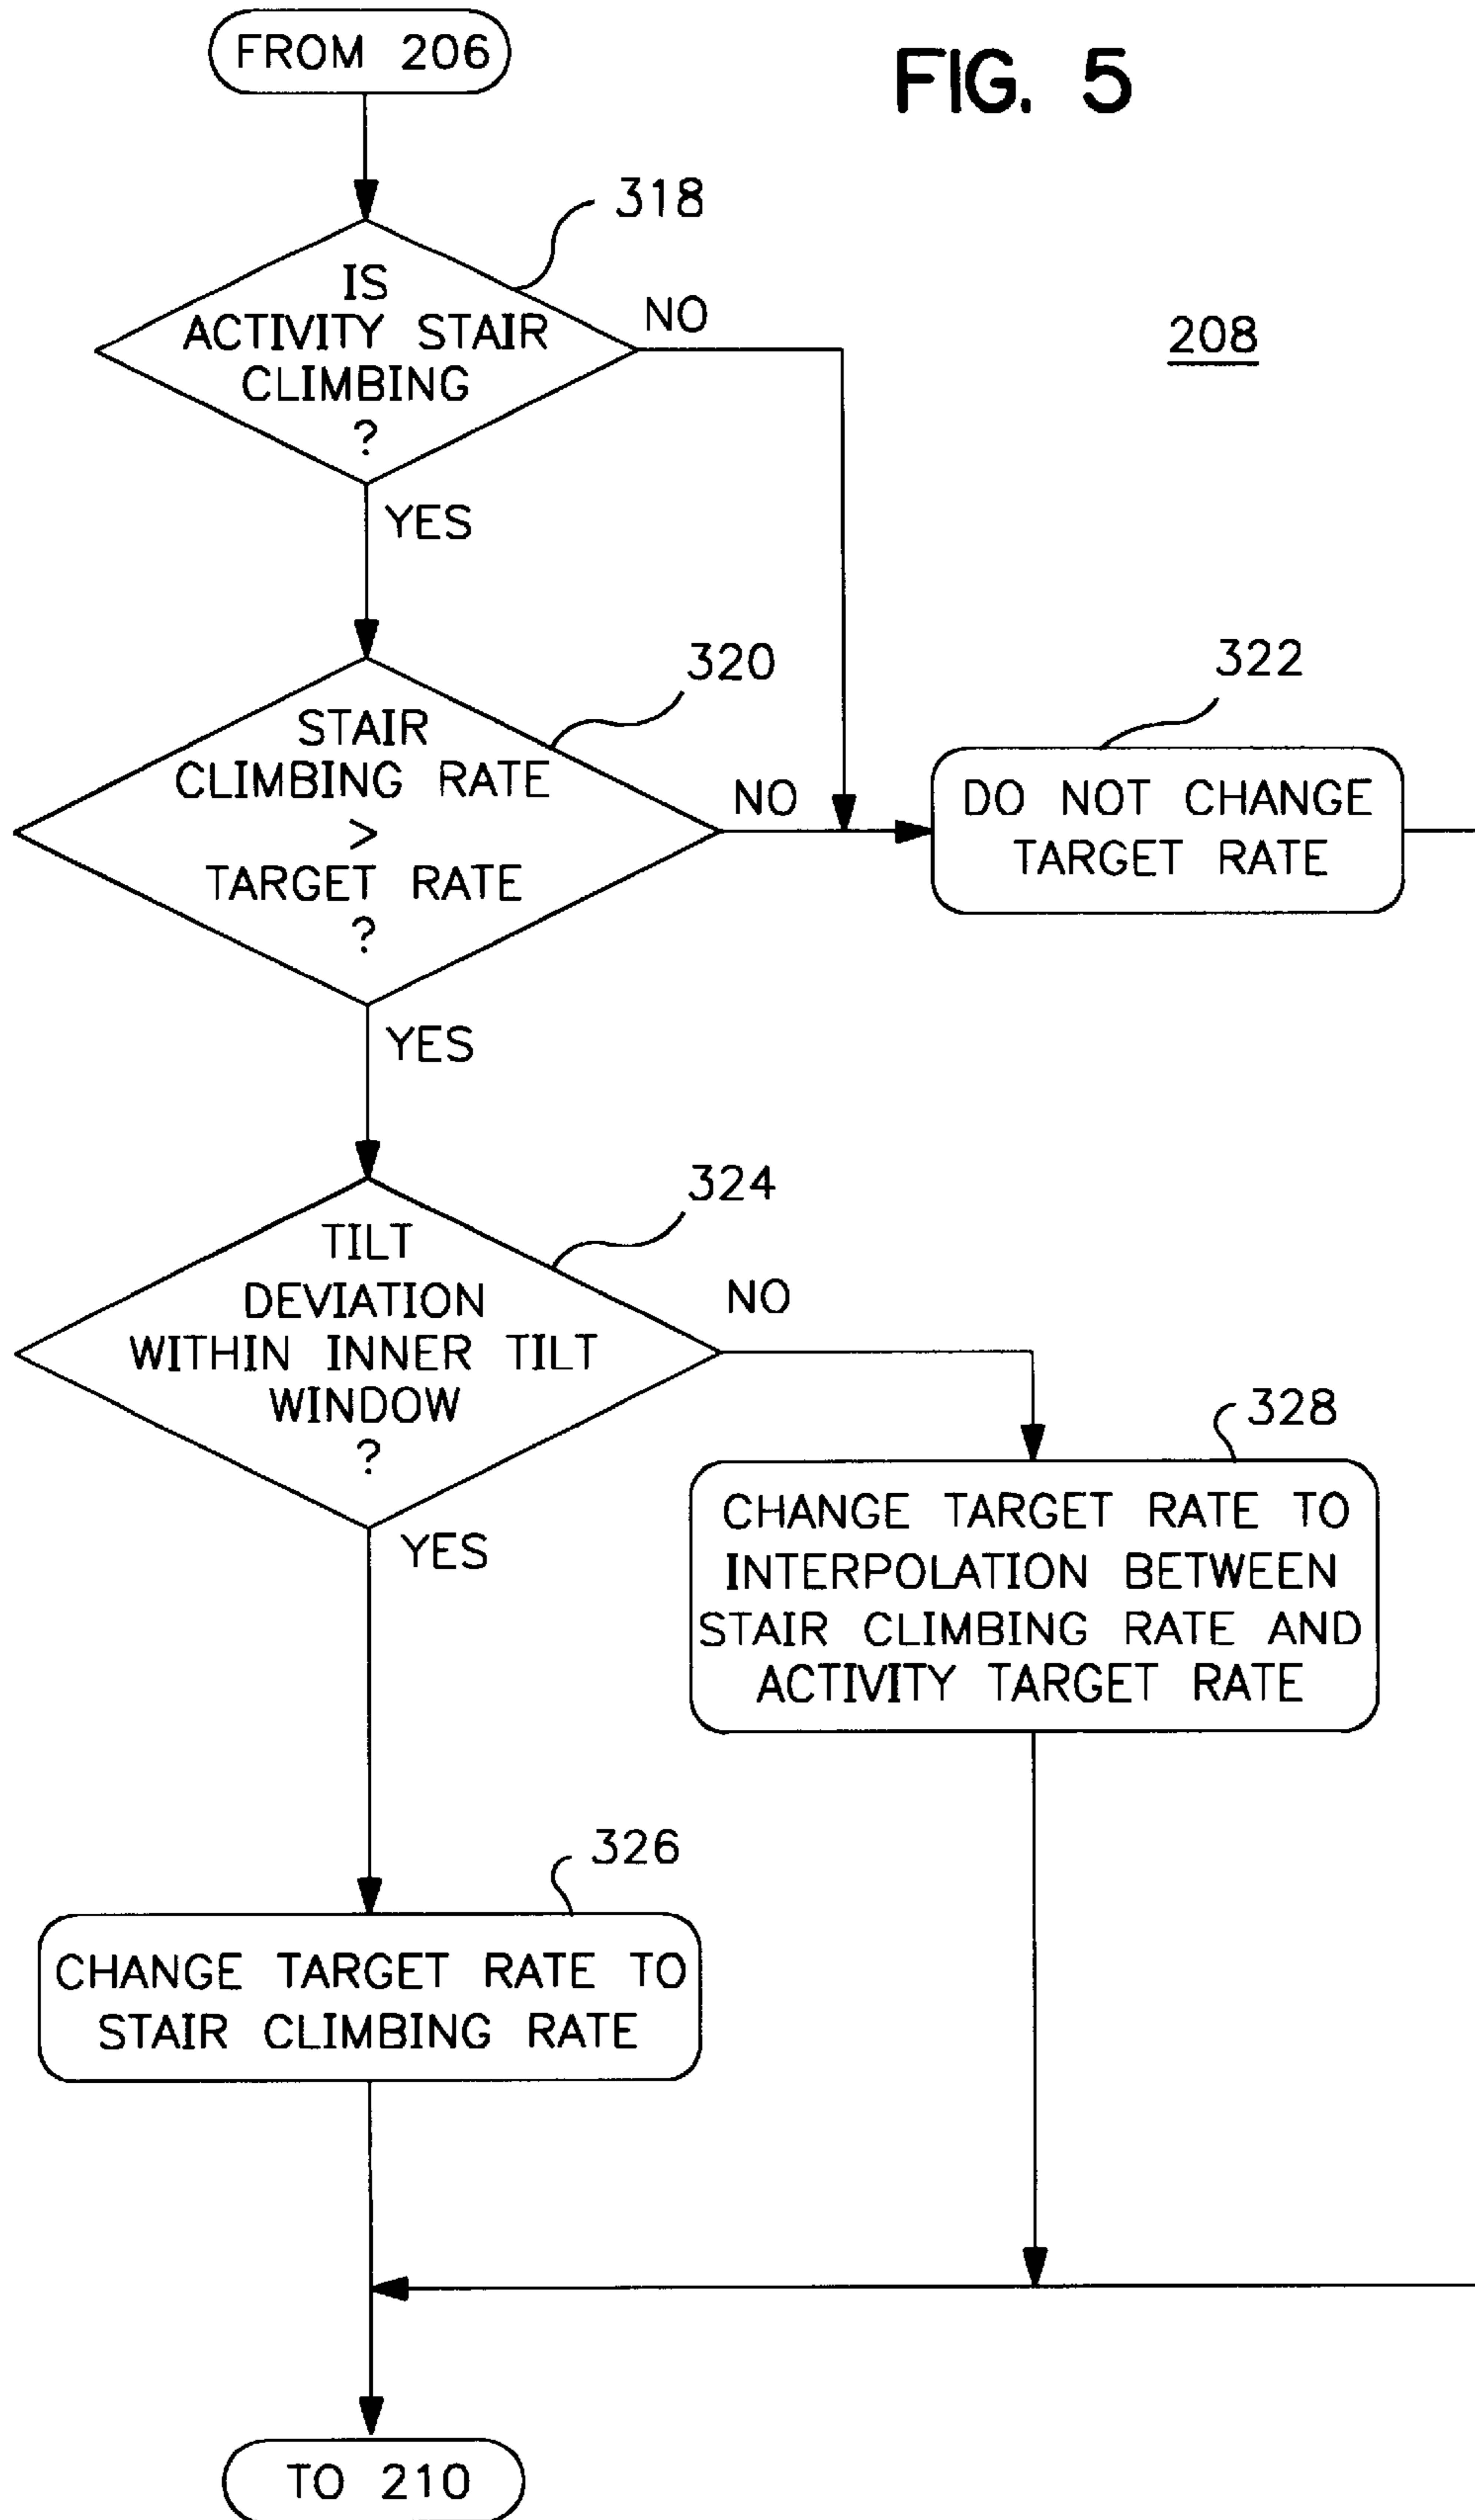 FROM 206
FIG. 5
318
IS
ACTIVITY STAIR
CLIMBING
?
NO
208
YES
320
STAIR
CLIMBING RATE
>
TARGET RATE
?
NO
322
DO NOT CHANGE
TARGET RATE
YES
324
TILT
DEVIATION
WITHIN INNER TILT
WINDOW
?
NO
YES
328
CHANGE TARGET RATE TO
INTERPOLATION BETWEEN
STAIR CLIMBING RATE AND
ACTIVITY TARGET RATE
326
CHANGE TARGET RATE TO
STAIR CLIMBING RATE
TO 210